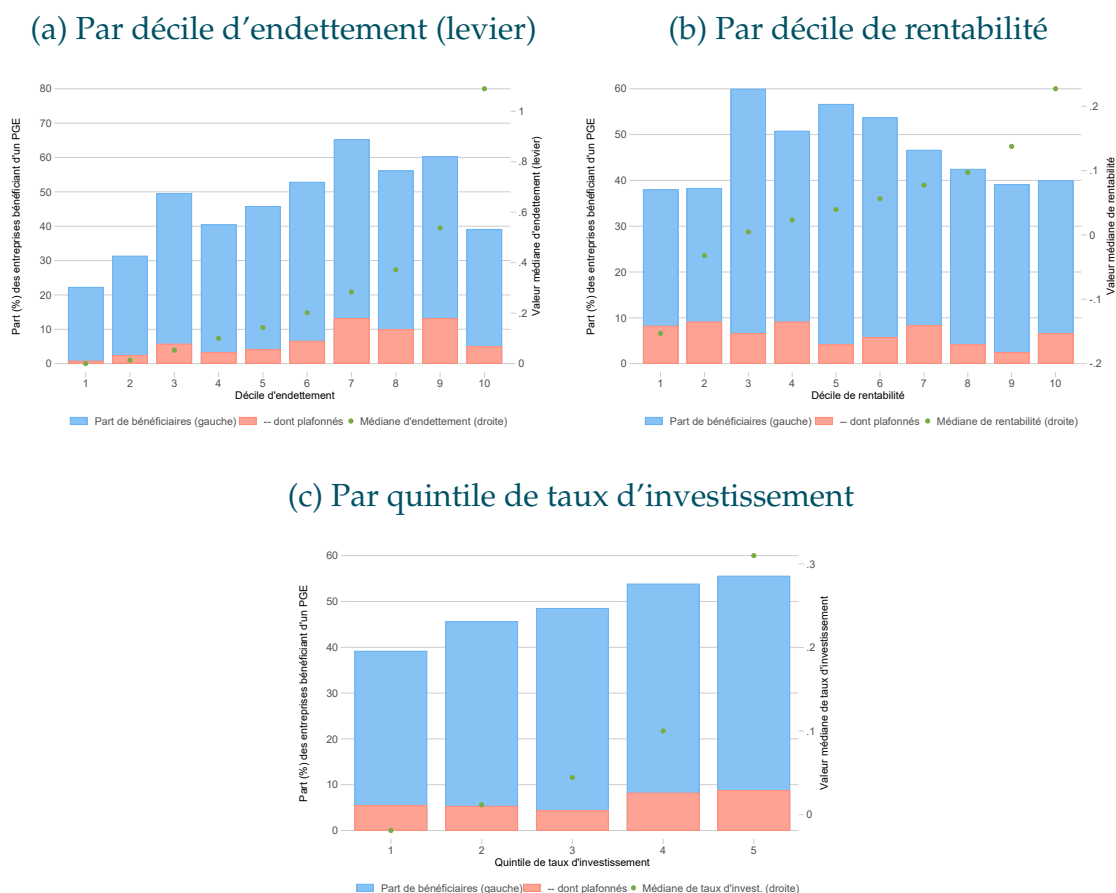 (a) Par décile d'endettement (levier)
Part (%) des entreprises bénéficiant d'un PGE
80
70
60
50
40
30
20
10
0
1
.8
.6
.4
.2
0
Valeur médiane d'endettement (levier)
1 2 3 4 5 6 7 8 9 10
Décile d'endettement
Part de bénéficiaires (gauche) -- dont plafonnés Médiane d'endettement (droite)
(b) Par décile de rentabilité
Part (%) des entreprises bénéficiant d'un PGE
60
50
40
30
20
10
0
.2
.1
0
-.1
-.2
Valeur médiane de rentabilité
1 2 3 4 5 6 7 8 9 10
Décile de rentabilité
Part de bénéficiaires (gauche) -- dont plafonnés Médiane de rentabilité (droite)
(c) Par quintile de taux d'investissement
Part (%) des entreprises bénéficiant d'un PGE
60
50
40
30
20
10
0
.3
.2
.1
0
Valeur médiane de taux d'investissement
1 2 3 4 5
Quintile de taux d'investissement
Part de bénéficiaires (gauche) -- dont plafonnés Médiane de taux d'invest. (droite)